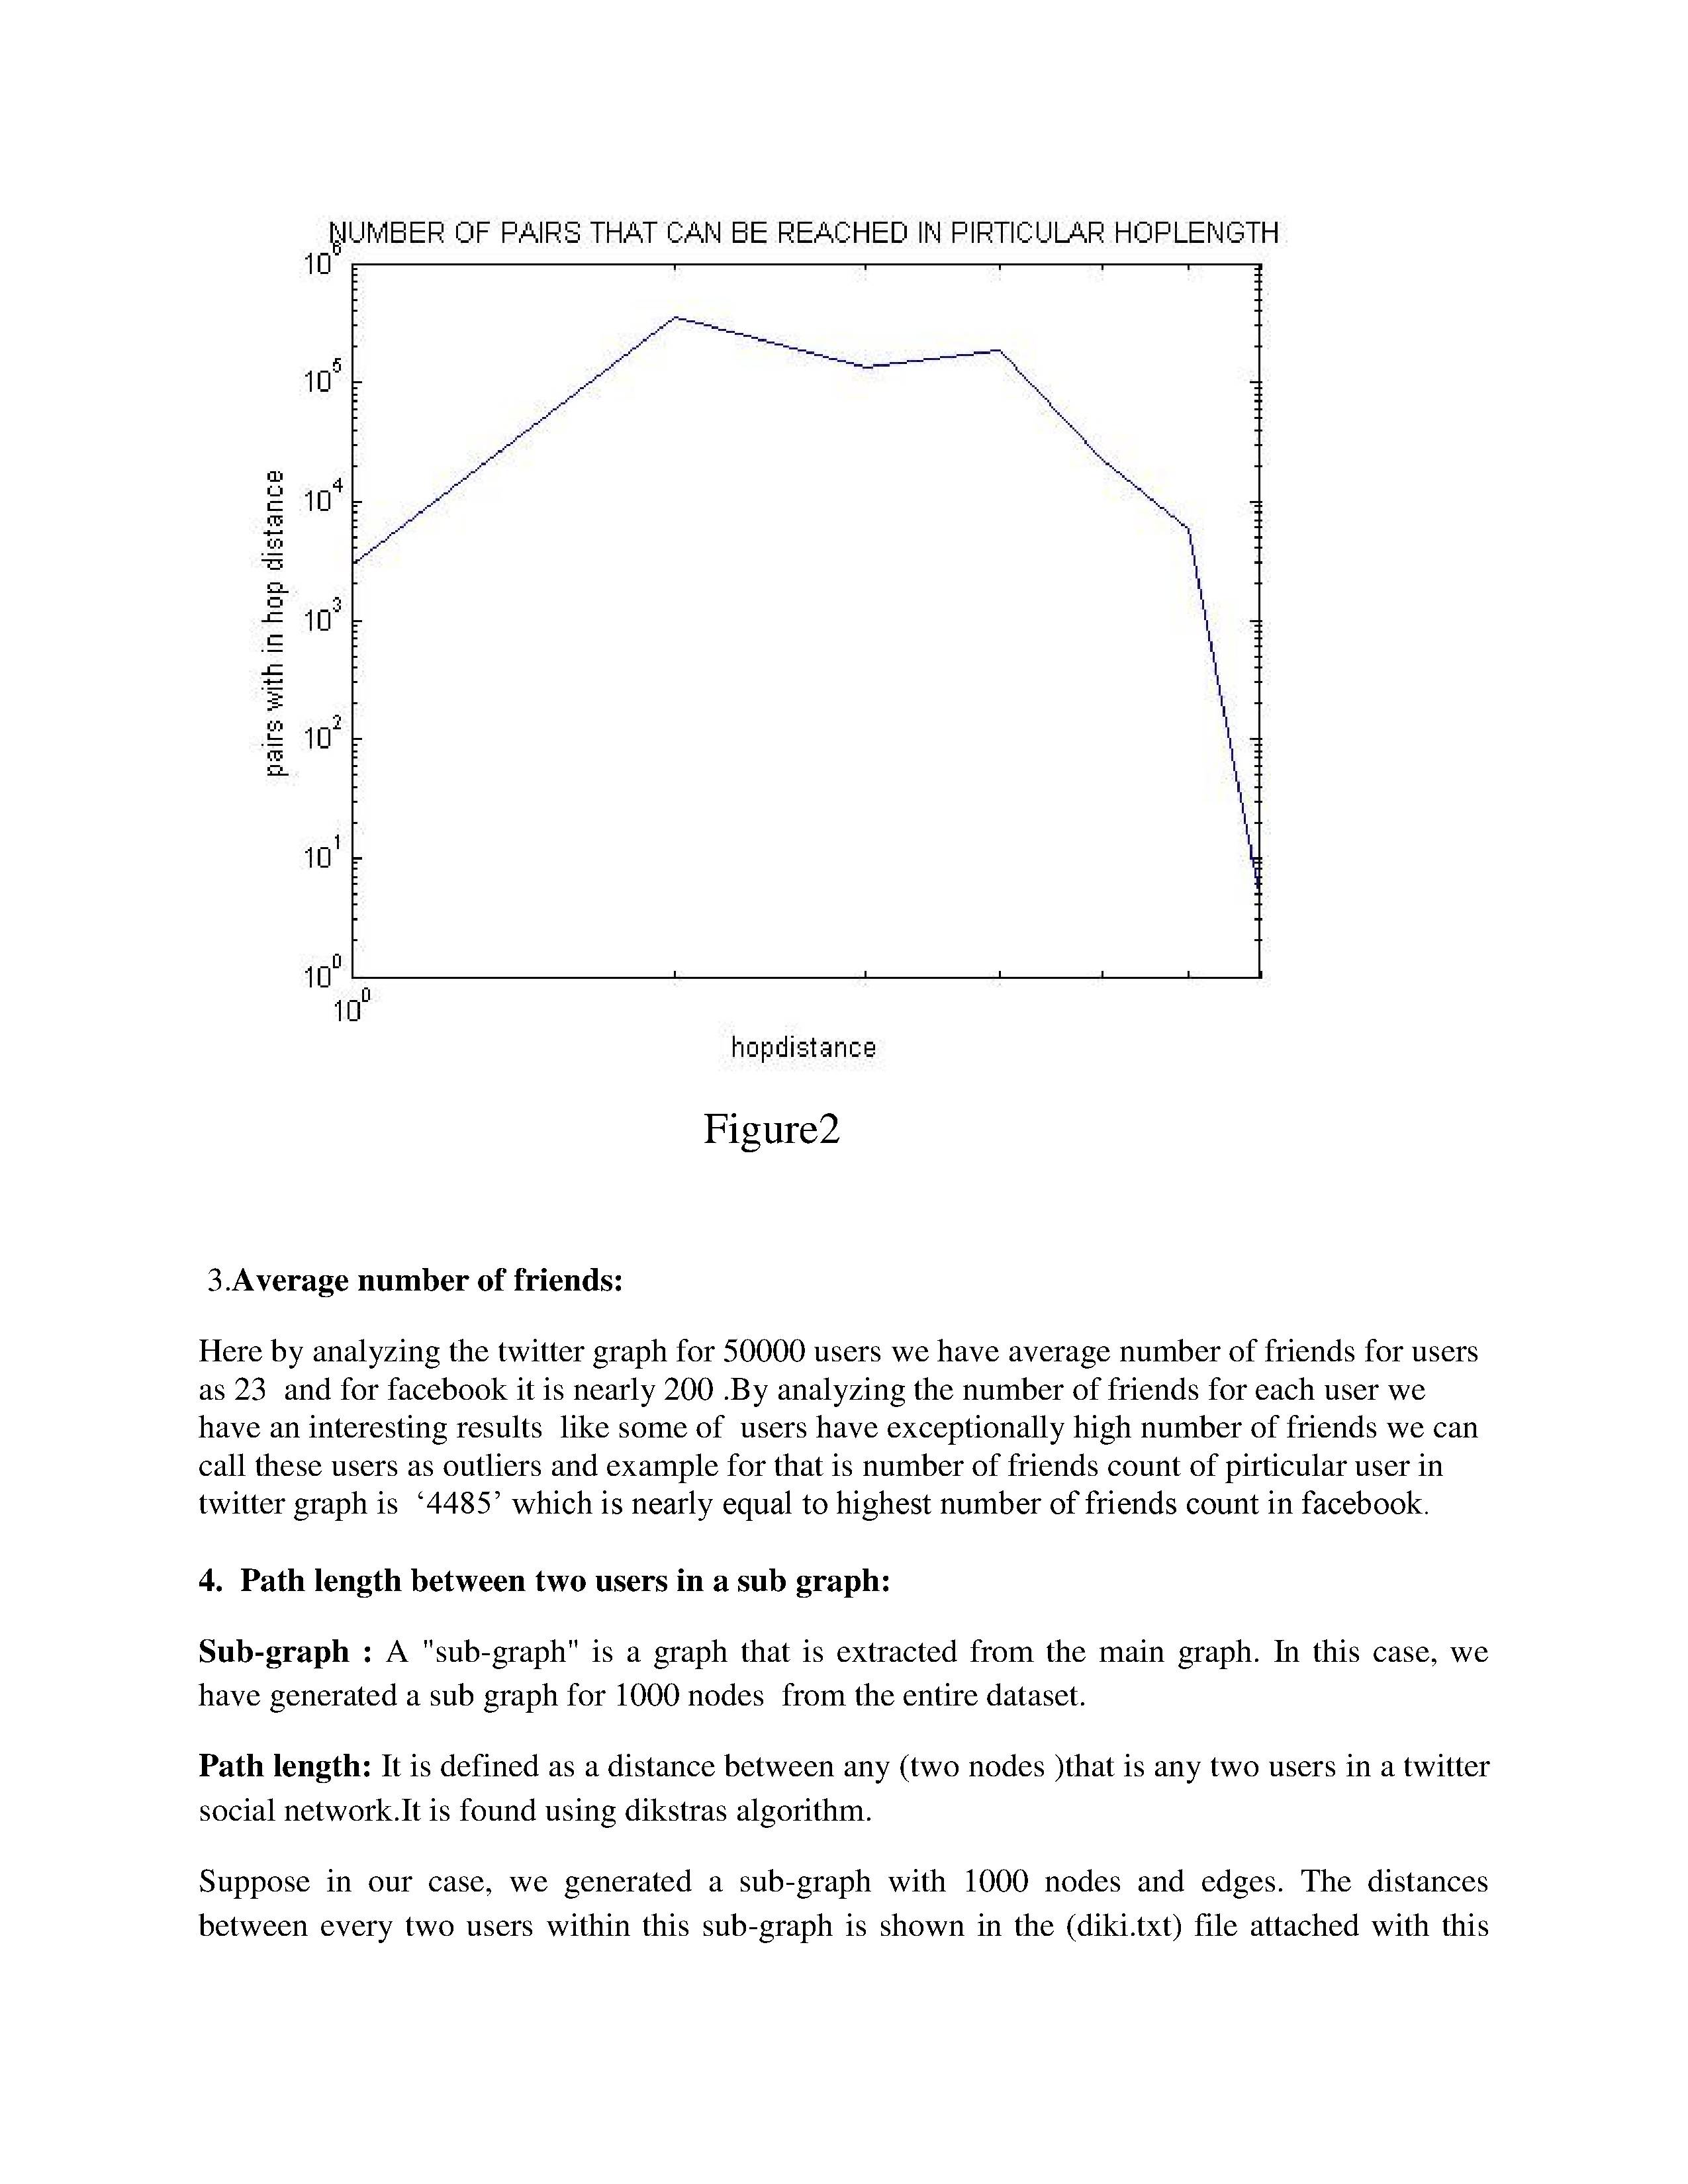 NUMBER OF PAIRS THAT CAN BE REACHED IN PIRTICULAR HOPLENGTH
10^6
10^5
10^4
10^3
10^2
10^1
10^0
pairs with in hop distance
10^0
hopdistance
Figure2
3.Average number of friends:
Here by analyzing the twitter graph for 50000 users we have average number of friends for users
as 23 and for facebook it is nearly 200 .By analyzing the number of friends for each user we
have an interesting results like some of users have exceptionally high number of friends we can
call these users as outliers and example for that is number of friends count of pirticular user in
twitter graph is ‘4485’ which is nearly equal to highest number of friends count in facebook.
4. Path length between two users in a sub graph:
Sub-graph : A "sub-graph" is a graph that is extracted from the main graph. In this case, we
have generated a sub graph for 1000 nodes from the entire dataset.
Path length: It is defined as a distance between any (two nodes )that is any two users in a twitter
social network.It is found using dikstras algorithm.
Suppose in our case, we generated a sub-graph with 1000 nodes and edges. The distances
between every two users within this sub-graph is shown in the (diki.txt) file attached with this